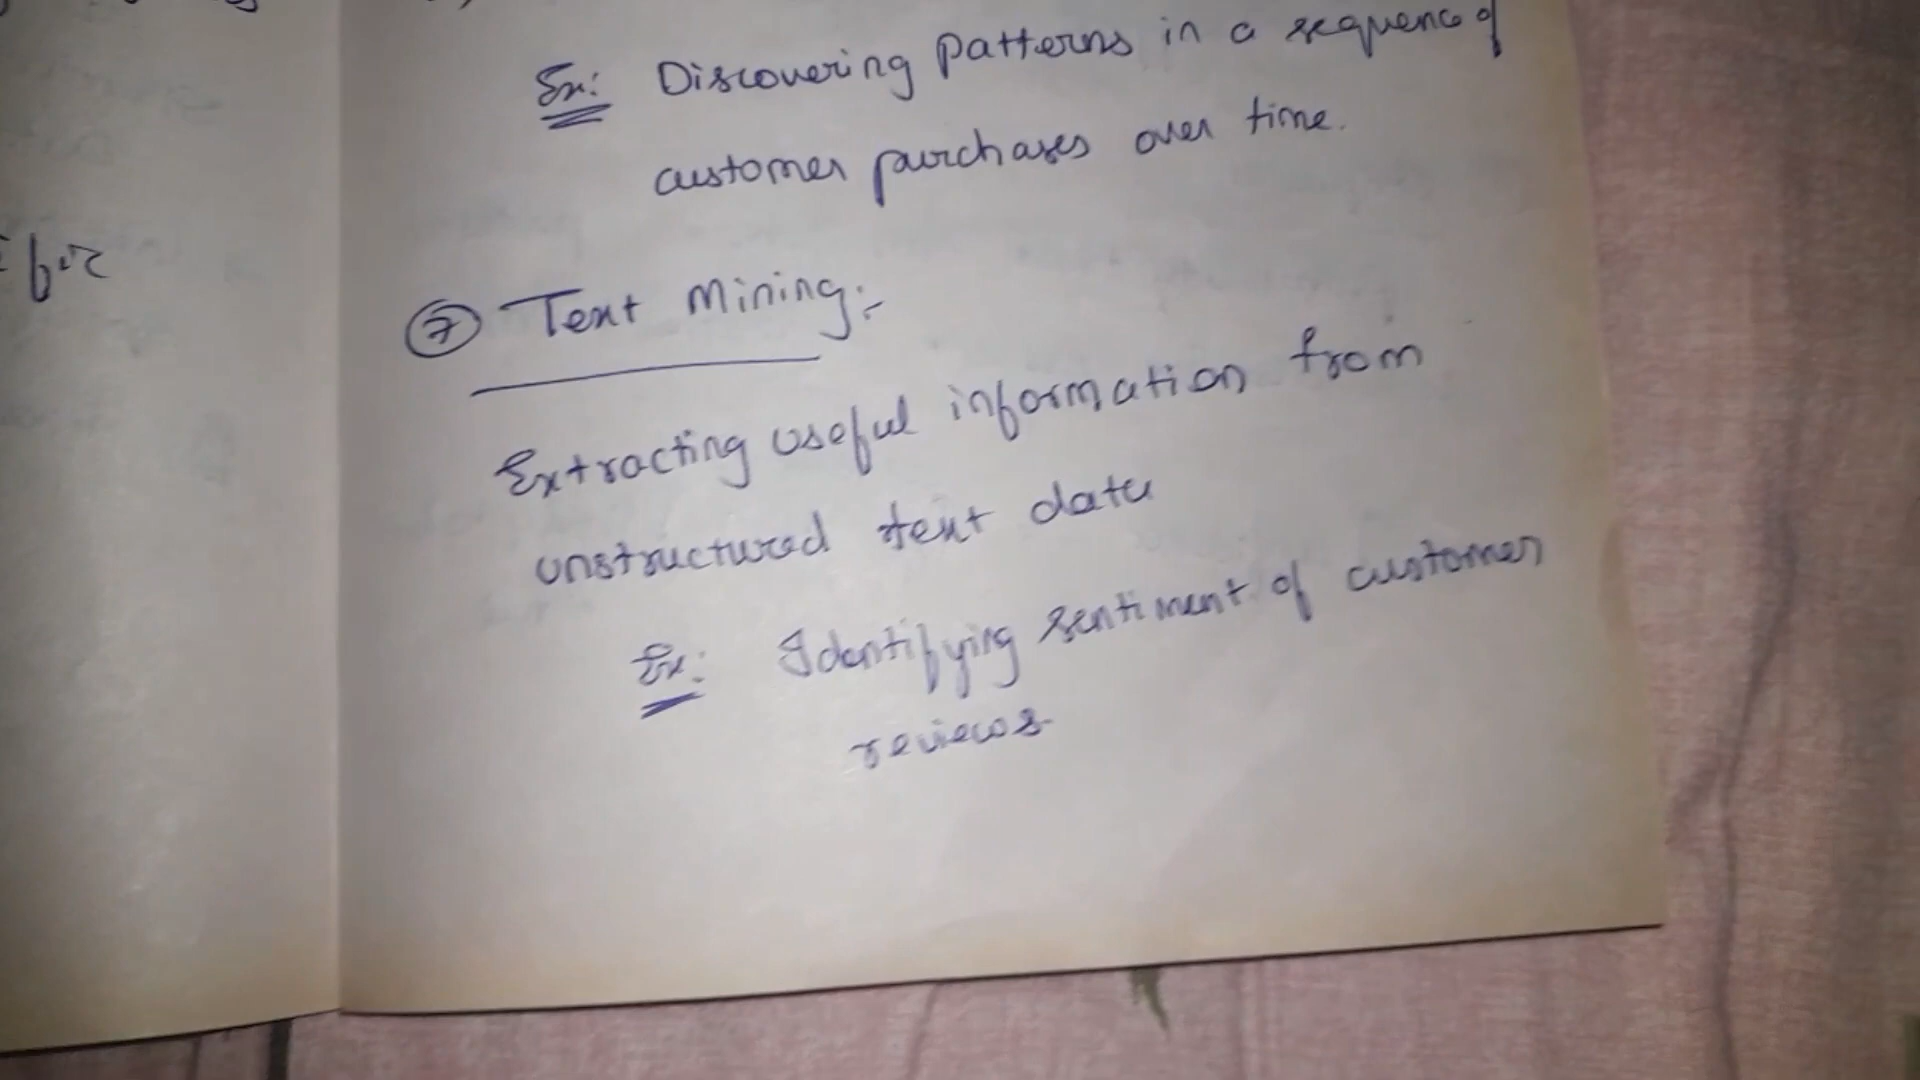 Ex: Discovering patterns in a sequence of
customer purchases over time.
⑦ Text Mining:-
Extracting useful information from
unstructured text data
Ex: Identifying sentiment of customer
reviews.